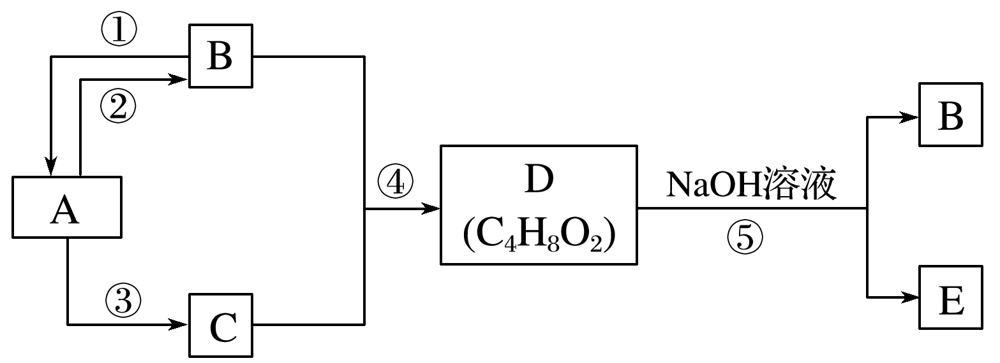 ①
B
②
A
③
C
④
D
(C₄H₈O₂)
NaOH溶液
⑤
B
E